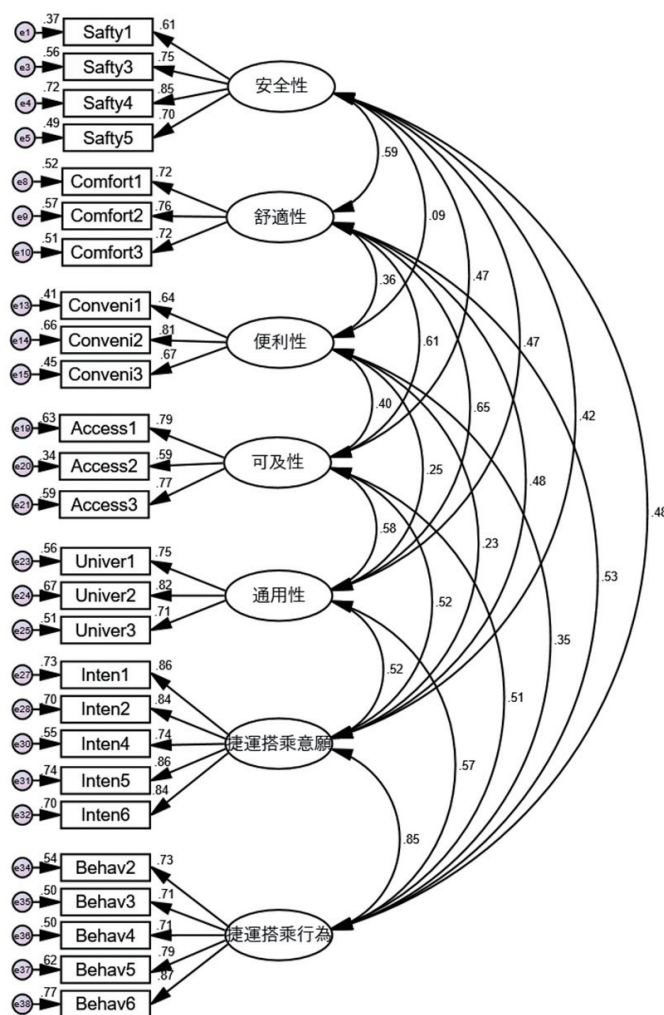 .37
e1 Safty1 .61
.56
e3 Safty3 .75
.72
e4 Safty4 .85
.49
e5 Safty5 .70
安全性
.59
.52
e8 Comfort1 .72
.57
e9 Comfort2 .76
.51
e10 Comfort3 .72
舒適性
.09
.36
.47
.41
e13 Conveni1 .64
.66
e14 Conveni2 .81
.45
e15 Conveni3 .67
便利性
.61
.47
.40
.65
.42
.63
e19 Access1 .79
.34
e20 Access2 .59
.59
e21 Access3 .77
可及性
.25
.48
.48
.58
.23
.53
.56
e23 Univer1 .75
.67
e24 Univer2 .82
.51
e25 Univer3 .71
通用性
.52
.35
.52
.51
.73
e27 Inten1 .86
.70
e28 Inten2 .84
.55
e30 Inten4 .74
.74
e31 Inten5 .86
.70
e32 Inten6 .84
捷運搭乘意願
.57
.85
.54
e34 Behav2 .73
.50
e35 Behav3 .71
.50
e36 Behav4 .71
.62
e37 Behav5 .79
.77
e38 Behav6 .87
捷運搭乘行為